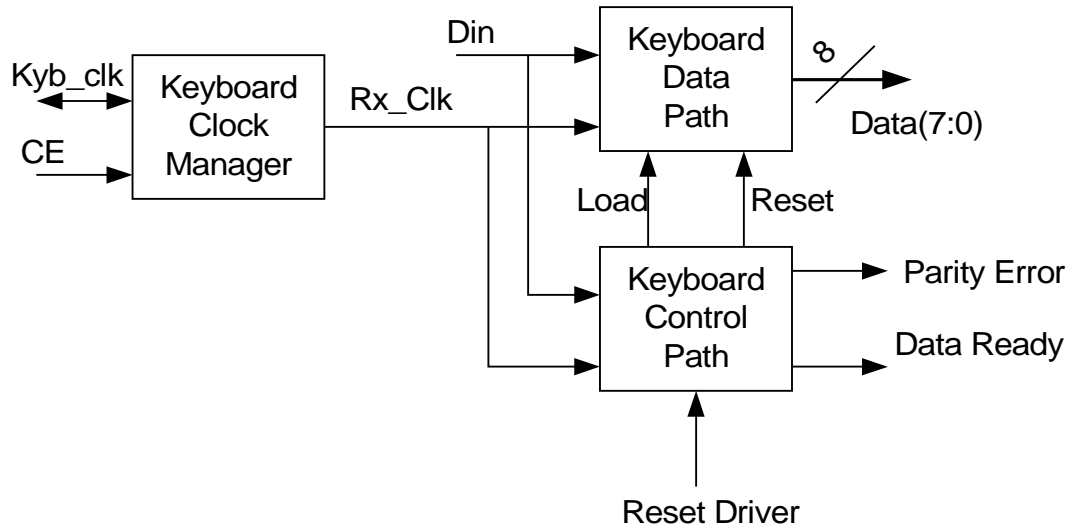 Kyb_clk
CE
Keyboard
Clock
Manager
Rx_Clk
Din
Keyboard
Data
Path
8
Data(7:0)
Load
Reset
Keyboard
Control
Path
Parity Error
Data Ready
Reset Driver